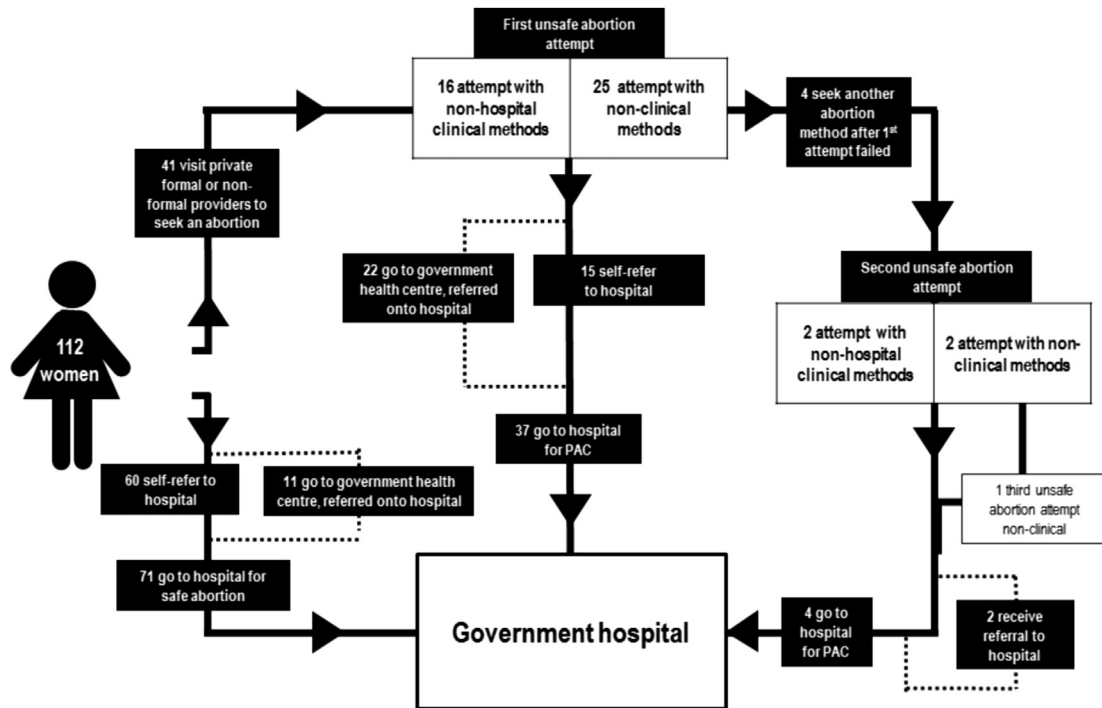 First unsafe abortion
attempt
16 attempt with
non-hospital
clinical methods
25 attempt with
non-clinical
methods
4 seek another
abortion
method after 1st
attempt failed
41 visit private
formal or non-
formal providers to
seek an abortion
22 go to government
health centre, referred
onto hospital
15 self-refer
to hospital
Second unsafe abortion
attempt
2 attempt with
non-hospital
clinical methods
2 attempt with non-
clinical methods
112
women
37 go to hospital
for PAC
60 self-refer to
hospital
11 go to government health
centre, referred onto hospital
1 third unsafe
abortion attempt
non-clinical
71 go to hospital for
safe abortion
Government hospital
4 go to
hospital
for PAC
2 receive
referral to
hospital